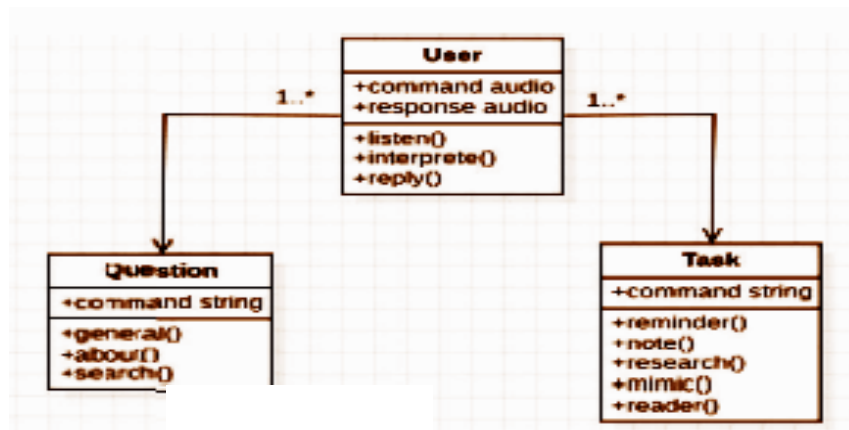 User
+command audio
+response audio
+listen()
+interprete()
+reply()
1..*
1..*
Question
+command string
+general()
+about()
+search()
Task
+command string
+reminder()
+note()
+research()
+mimic()
+reader()